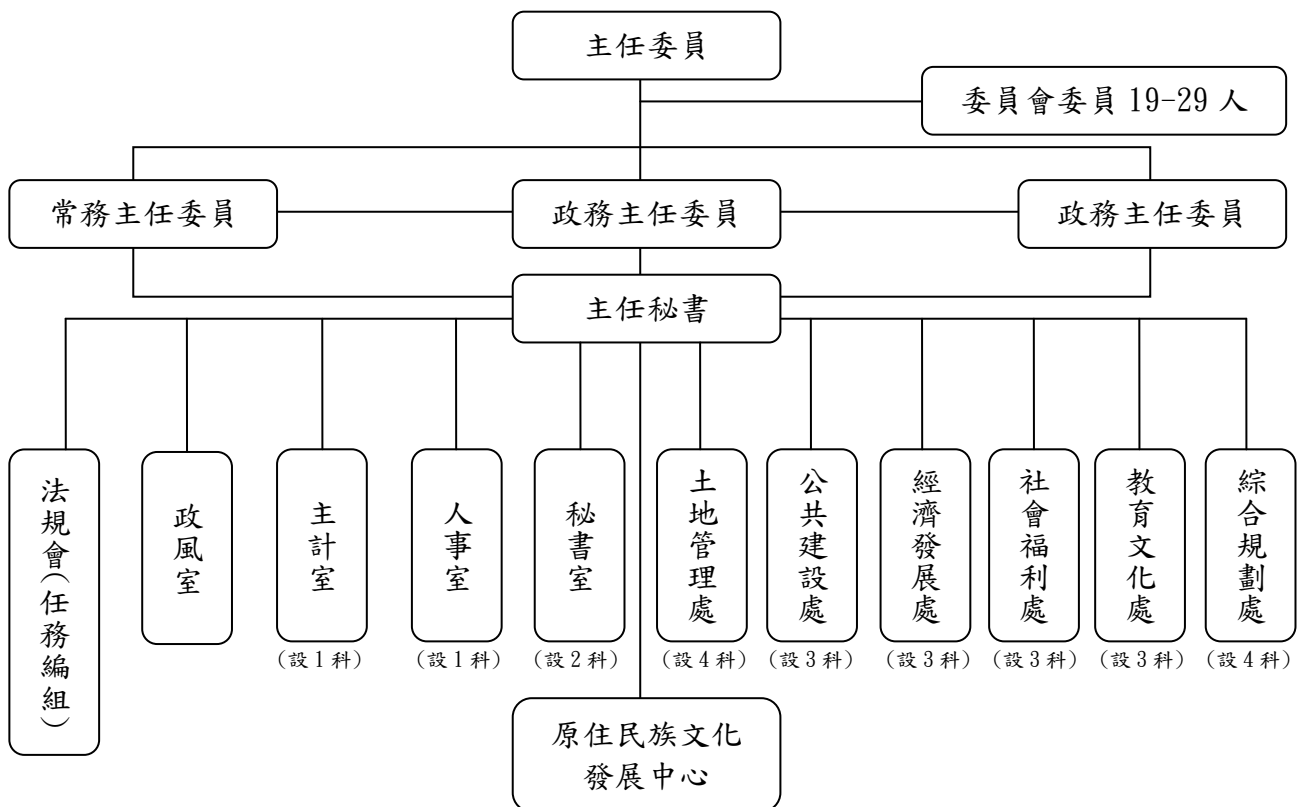 主任委員
委員會委員 19-29 人
常務主任委員
政務主任委員
政務主任委員
主任秘書
法規會(任務編組)
政風室
主計室
人事室
秘書室
土地管理處
公共建設處
經濟發展處
社會福利處
教育文化處
綜合規劃處
(設1科)
(設1科)
(設2科)
(設4科)
(設3科)
(設3科)
(設3科)
(設3科)
(設4科)
原住民族文化
發展中心